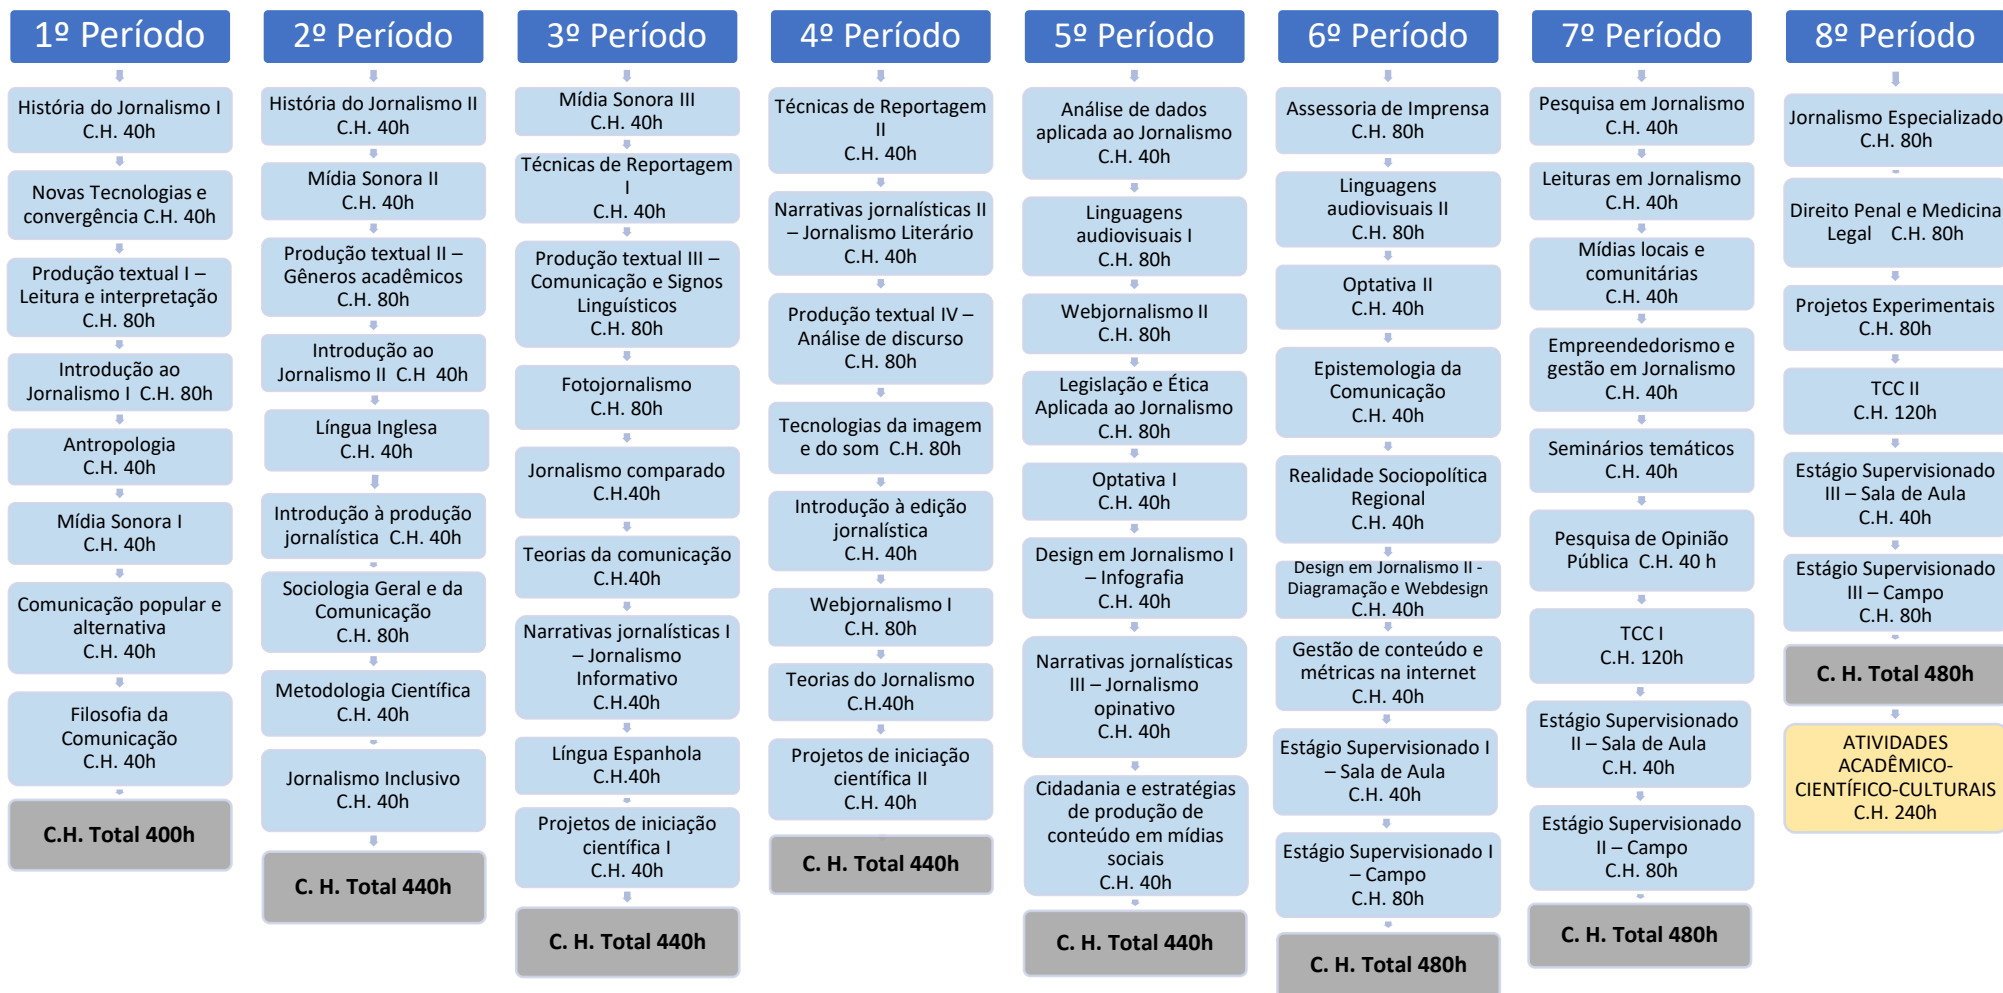 1º Período
História do Jornalismo I
C.H. 40h
Novas Tecnologias e
convergência C.H. 40h
Produção textual I –
Leitura e interpretação
C.H. 80h
Introdução ao
Jornalismo I C.H. 80h
Antropologia
C.H. 40h
Mídia Sonora I
C.H. 40h
Comunicação popular e
alternativa
C.H. 40h
Filosofia da
Comunicação
C.H. 40h
C.H. Total 400h
2º Período
História do Jornalismo II
C.H. 40h
Mídia Sonora II
C.H. 40h
Produção textual II –
Gêneros acadêmicos
C.H. 80h
Introdução ao
Jornalismo II C.H 40h
Língua Inglesa
C.H. 40h
Introdução à produção
jornalística C.H. 40h
Sociologia Geral e da
Comunicação
C.H. 80h
Metodologia Científica
C.H. 40h
Jornalismo Inclusivo
C.H. 40h
C. H. Total 440h
3º Período
Mídia Sonora III
C.H. 40h
Técnicas de Reportagem
I
C.H. 40h
Produção textual III –
Comunicação e Signos
Linguísticos
C.H. 80h
Fotojornalismo
C.H. 80h
Jornalismo comparado
C.H.40h
Teorias da comunicação
C.H.40h
Narrativas jornalísticas I
– Jornalismo
Informativo
C.H.40h
Língua Espanhola
C.H.40h
Projetos de iniciação
científica I
C.H. 40h
C. H. Total 440h
4º Período
Técnicas de Reportagem
II
C.H. 40h
Narrativas jornalísticas II
– Jornalismo Literário
C.H. 40h
Produção textual IV –
Análise de discurso
C.H. 80h
Tecnologias da imagem
e do som C.H. 80h
Introdução à edição
jornalística
C.H. 40h
Webjornalismo I
C.H. 80h
Teorias do Jornalismo
C.H.40h
Projetos de iniciação
científica II
C.H. 40h
C. H. Total 440h
5º Período
Análise de dados
aplicada ao Jornalismo
C.H. 40h
Linguagens
audiovisuais I
C.H. 80h
Webjornalismo II
C.H. 80h
Legislação e Ética
Aplicada ao Jornalismo
C.H. 80h
Optativa I
C.H. 40h
Design em Jornalismo I
– Infografia
C.H. 40h
Narrativas jornalísticas
III – Jornalismo
opinativo
C.H. 40h
Cidadania e estratégias
de produção de
conteúdo em mídias
sociais
C.H. 40h
C. H. Total 440h
6º Período
Assessoria de Imprensa
C.H. 80h
Linguagens
audiovisuais II
C.H. 80h
Optativa II
C.H. 40h
Epistemologia da
Comunicação
C.H. 40h
Realidade Sociopolítica
Regional
C.H. 40h
Design em Jornalismo II -
Diagramação e Webdesign
C.H. 40h
Gestão de conteúdo e
métricas na internet
C.H. 40h
Estágio Supervisionado I
– Sala de Aula
C.H. 40h
Estágio Supervisionado I
– Campo
C.H. 80h
C. H. Total 480h
7º Período
Pesquisa em Jornalismo
C.H. 40h
Leituras em Jornalismo
C.H. 40h
Mídias locais e
comunitárias
C.H. 40h
Empreendedorismo e
gestão em Jornalismo
C.H. 40h
Seminários temáticos
C.H. 40h
Pesquisa de Opinião
Pública C.H. 40 h
TCC I
C.H. 120h
Estágio Supervisionado
II – Sala de Aula
C.H. 40h
Estágio Supervisionado
II – Campo
C.H. 80h
C. H. Total 480h
8º Período
Jornalismo Especializado
C.H. 80h
Direito Penal e Medicina
Legal C.H. 80h
Projetos Experimentais
C.H. 80h
TCC II
C.H. 120h
Estágio Supervisionado
III – Sala de Aula
C.H. 40h
Estágio Supervisionado
III – Campo
C.H. 80h
C. H. Total 480h
ATIVIDADES
ACADÊMICO-
CIENTÍFICO-CULTURAIS
C.H. 240h